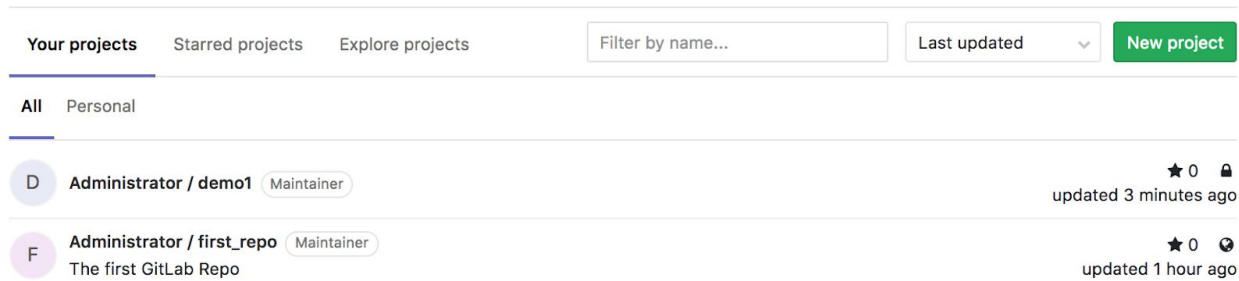 Your projects Starred projects Explore projects Filter by name... Last updated New project
All Personal
D Administrator / demo1 Maintainer 0
updated 3 minutes ago
F Administrator / first_repo Maintainer 0
The first GitLab Repo updated 1 hour ago